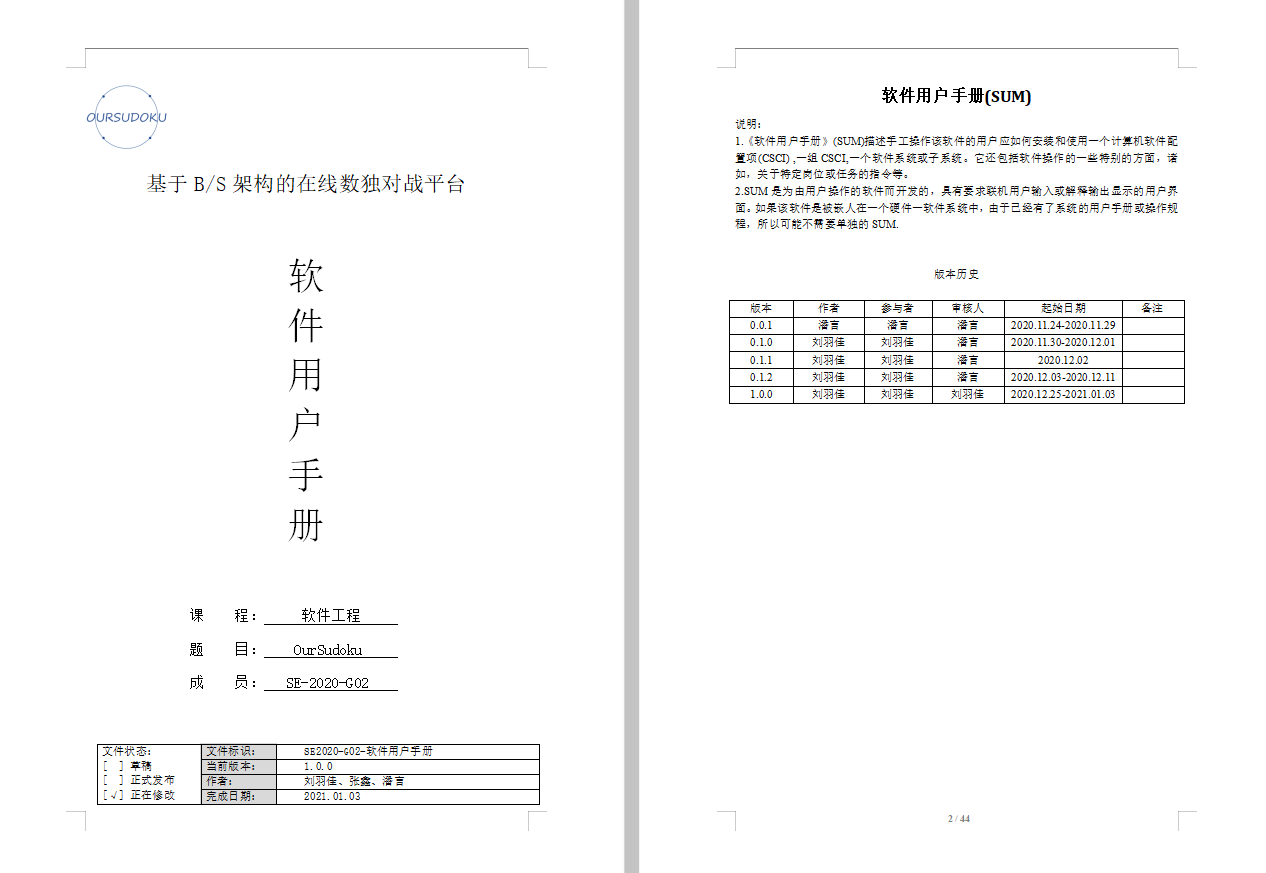 OURSUDOKU
基于 B/S 架构的在线数独对战平台
软
件
用
户
手
册
课 程： 软件工程
题 目： OurSudoku
成 员： SE-2020-G02
文件状态： 文件标识： SE2020-G02-软件用户手册
[ ] 草稿 当前版本： 1.0.0
[ ] 正式发布 作者： 刘羽佳、张鑫、潘言
[√] 正在修改 完成日期： 2021.01.03
软件用户手册(SUM)
说明：
1.《软件用户手册》(SUM)描述手工操作该软件的用户应如何安装和使用一个计算机软件配
置项(CSCI) ,一组 CSCI,一个软件系统或子系统。它还包括软件操作的一些特别的方面，诸
如，关于特定岗位或任务的指令等。
2.SUM 是为由用户操作的软件而开发的，具有要求联机用户输入或解释输出显示的用户界
面。如果该软件是被嵌人在一个硬件一软件系统中，由于已经有了系统的用户手册或操作规
程，所以可能不需要单独的 SUM.
版本历史
版本 作者 参与者 审核人 起始日期 备注
0.0.1 潘言 潘言 潘言 2020.11.24-2020.11.29
0.1.0 刘羽佳 刘羽佳 潘言 2020.11.30-2020.12.01
0.1.1 刘羽佳 刘羽佳 潘言 2020.12.02
0.1.2 刘羽佳 刘羽佳 潘言 2020.12.03-2020.12.11
1.0.0 刘羽佳 刘羽佳 刘羽佳 2020.12.25-2021.01.03
2 / 44